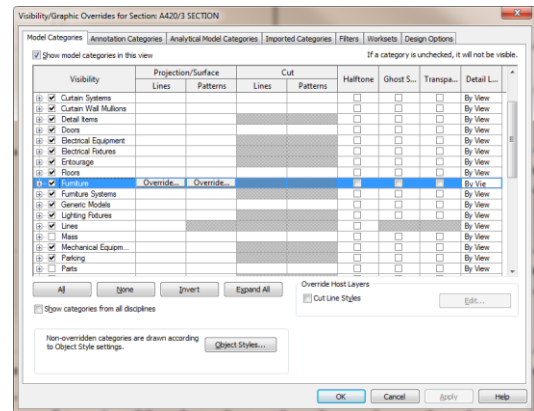 Visibility/Graphic Overrides for Section: A420/3 SECTION
Model Categories Annotation Categories Analytical Model Categories Imported Categories Filters Worksets Design Options
Show model categories in this view If a category is unchecked, it will not be visible.
Visibility Projection/Surface Cut Halftone Ghost S... Transpa... Detail L...
Lines Patterns Lines Patterns
Curtain Systems By View
Curtain Wall Mullions By View
Detail Items By View
Doors By View
Electrical Equipment By View
Electrical Fixtures By View
Entourage By View
Floors By View
Furniture Override... Override... By Vie
Furniture Systems By View
Generic Models By View
Lighting Fixtures By View
Lines By View
Mass By View
Mechanical Equipm... By View
Parking By View
Parts By View
All None Invert Expand All Override Host Layers
Cut Line Styles Edit...
Show categories from all disciplines
Non-overridden categories are drawn according
to Object Style settings. Object Styles...
OK Cancel Apply Help